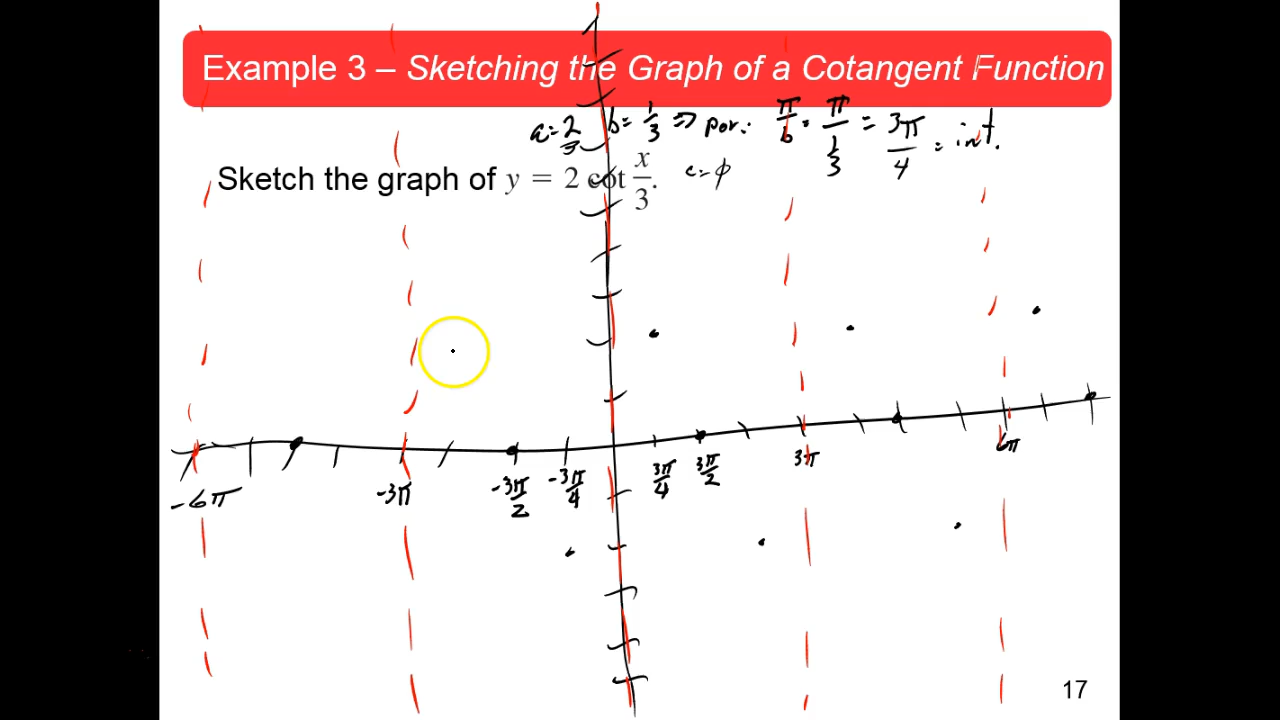 Example 3 – Sketching the Graph of a Cotangent Function
a=2 b=1/3 ⇒ per.: π/b = π/(1/3) = 3π/4 = int.
Sketch the graph of y = 2 cot x/3. c=φ
-6π -3π -3π/2 -3π/4 3π/4 3π/2 3π 6π
17